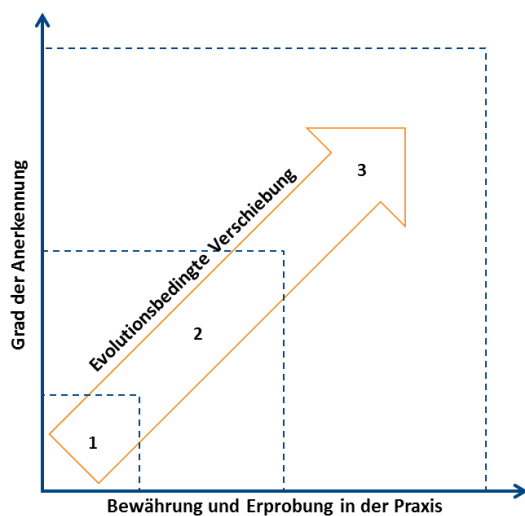 Grad der Anerkennung
Evolutionsbedingte Verschiebung
3
2
1
Bewährung und Erprobung in der Praxis